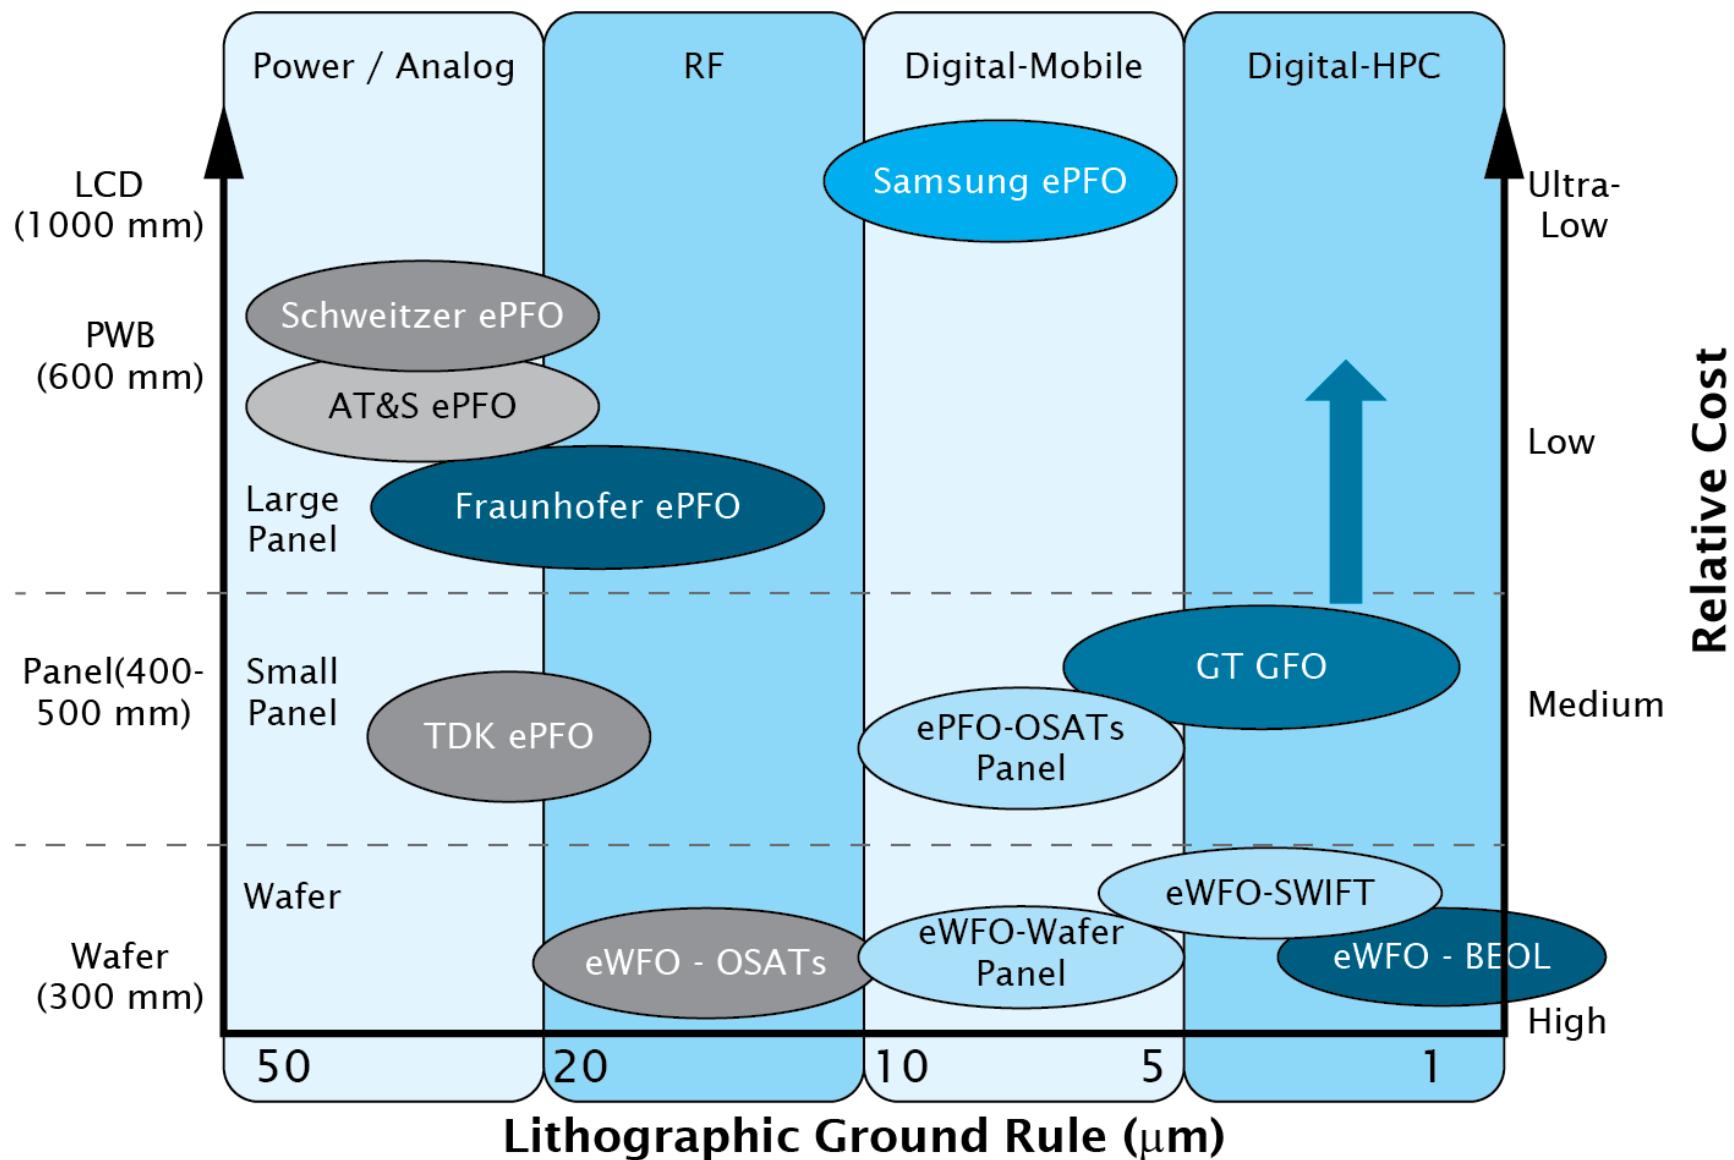 Power / Analog
RF
Digital-Mobile
Digital-HPC
LCD
(1000 mm)
Samsung ePFO
Ultra-
Low
Schweitzer ePFO
PWB
(600 mm)
AT&S ePFO
Low
Large
Panel
Fraunhofer ePFO
Relative Cost
Panel(400-
500 mm)
Small
Panel
TDK ePFO
GT GFO
ePFO-OSATs
Panel
Medium
Wafer
eWFO-SWIFT
Wafer
(300 mm)
eWFO - OSATs
eWFO-Wafer
Panel
eWFO - BEOL
High
50
20
10
5
1
Lithographic Ground Rule (μm)